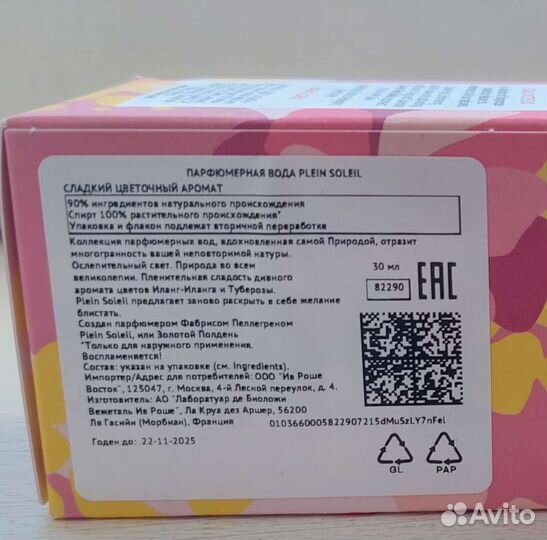 ПАРФЮМЕРНАЯ ВОДА PLEIN SOLEIL
СЛАДКИЙ ЦВЕТОЧНЫЙ АРОМАТ
90% ингредиентов натурального происхождения
Спирт 100% растительного происхождения*
Упаковка и флакон подлежат вторичной переработке
Коллекция парфюмерных вод, вдохновленная самой Природой, отразит
многогранность вашей неповторимой натуры.
Ослепительный свет. Природа во всем
великолепии. Пленительная сладость дивного
аромата цветов Иланг-Иланга и Туберозы.
Plein Soleil предлагает заново раскрыть в себе желание
блистать.
Создан парфюмером Фабрисом Пеллегреном
Plein Soleil, или Золотой Полдень
*Только для наружного применения.
Воспламеняется!
Состав: указан на упаковке (см. Ingredients).
Импортер/Адрес для потребителей: ООО "Ив Роше
Восток", 125047, г. Москва, 4-й Лесной переулок, д. 4.
Изготовитель: АО "Лаборатуар де Биоложи
Вежеталь Ив Роше", Ла Круа дез Аршер, 56200
Ля Гасийи (Морбиан), Франция
Годен до: 22-11-2025
30 мл
82290
EAC
0103660005822907215dMuSzLY7nFel
GL
PAP
Avito